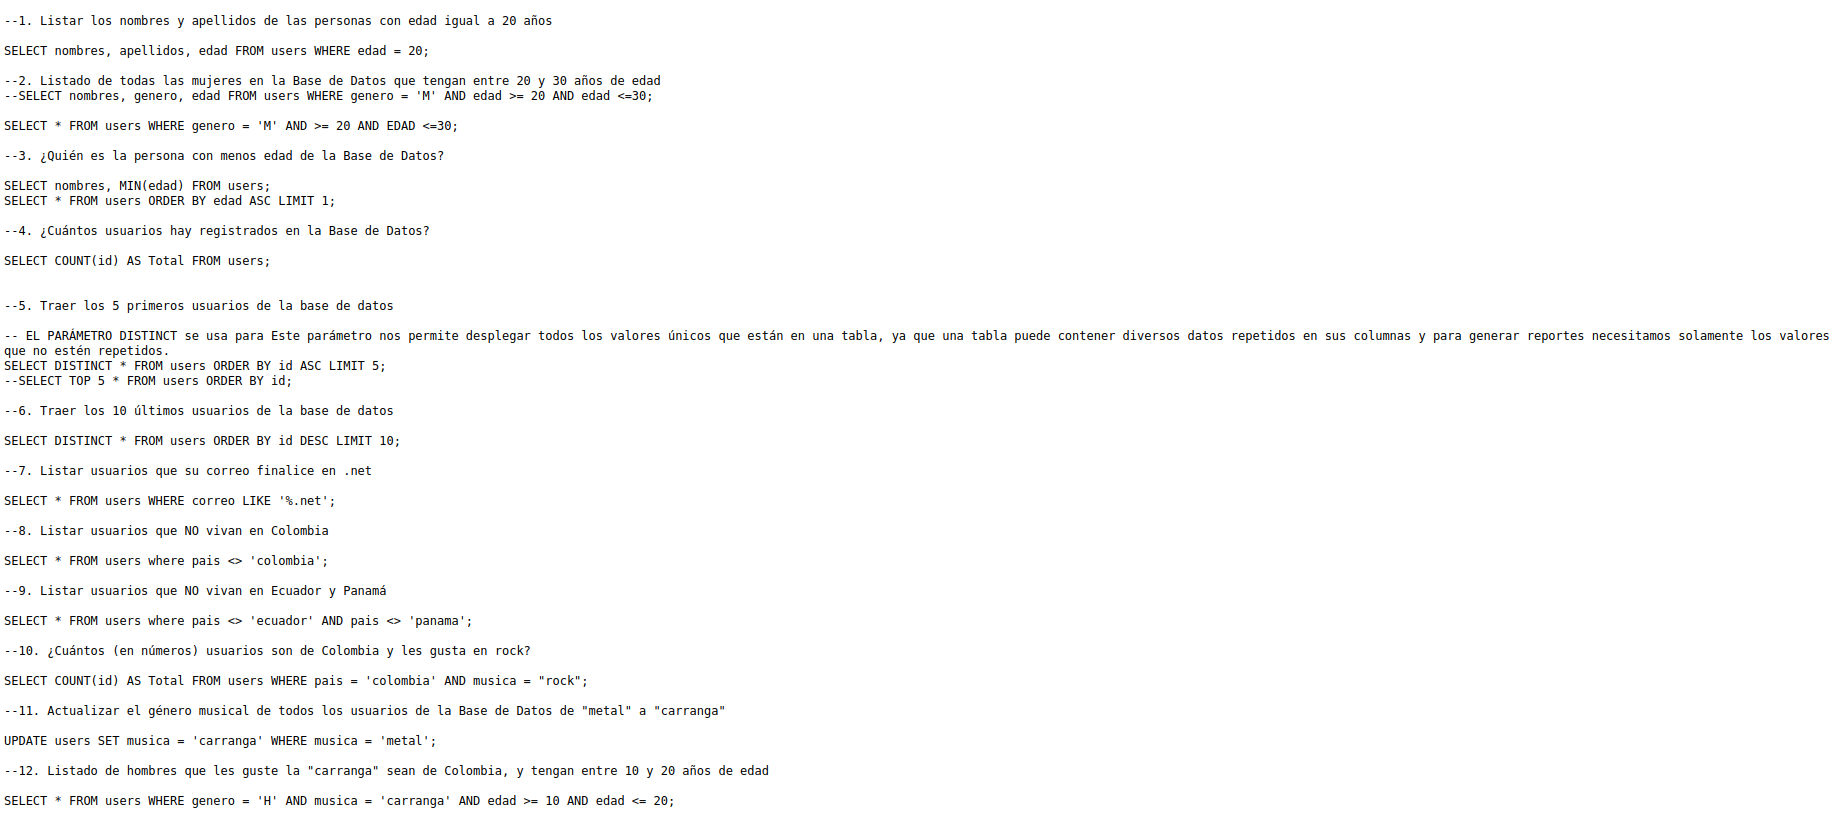 --1. Listar los nombres y apellidos de las personas con edad igual a 20 años
SELECT nombres, apellidos, edad FROM users WHERE edad = 20;
--2. Listado de todas las mujeres en la Base de Datos que tengan entre 20 y 30 años de edad
--SELECT nombres, genero, edad FROM users WHERE genero = 'M' AND edad >= 20 AND edad <=30;
SELECT * FROM users WHERE genero = 'M' AND >= 20 AND EDAD <=30;
--3. ¿Quién es la persona con menos edad de la Base de Datos?
SELECT nombres, MIN(edad) FROM users;
SELECT * FROM users ORDER BY edad ASC LIMIT 1;
--4. ¿Cuántos usuarios hay registrados en la Base de Datos?
SELECT COUNT(id) AS Total FROM users;
--5. Traer los 5 primeros usuarios de la base de datos
-- EL PARÁMETRO DISTINCT se usa para Este parámetro nos permite desplegar todos los valores únicos que están en una tabla, ya que una tabla puede contener diversos datos repetidos en sus columnas y para generar reportes necesitamos solamente los valores
que no estén repetidos.
SELECT DISTINCT * FROM users ORDER BY id ASC LIMIT 5;
--SELECT TOP 5 * FROM users ORDER BY id;
--6. Traer los 10 últimos usuarios de la base de datos
SELECT DISTINCT * FROM users ORDER BY id DESC LIMIT 10;
--7. Listar usuarios que su correo finalice en .net
SELECT * FROM users WHERE correo LIKE '%.net';
--8. Listar usuarios que NO vivan en Colombia
SELECT * FROM users where pais <> 'colombia';
--9. Listar usuarios que NO vivan en Ecuador y Panamá
SELECT * FROM users where pais <> 'ecuador' AND pais <> 'panama';
--10. ¿Cuántos (en números) usuarios son de Colombia y les gusta en rock?
SELECT COUNT(id) AS Total FROM users WHERE pais = 'colombia' AND musica = "rock";
--11. Actualizar el género musical de todos los usuarios de la Base de Datos de "metal" a "carranga"
UPDATE users SET musica = 'carranga' WHERE musica = 'metal';
--12. Listado de hombres que les guste la "carranga" sean de Colombia, y tengan entre 10 y 20 años de edad
SELECT * FROM users WHERE genero = 'H' AND musica = 'carranga' AND edad >= 10 AND edad <= 20;